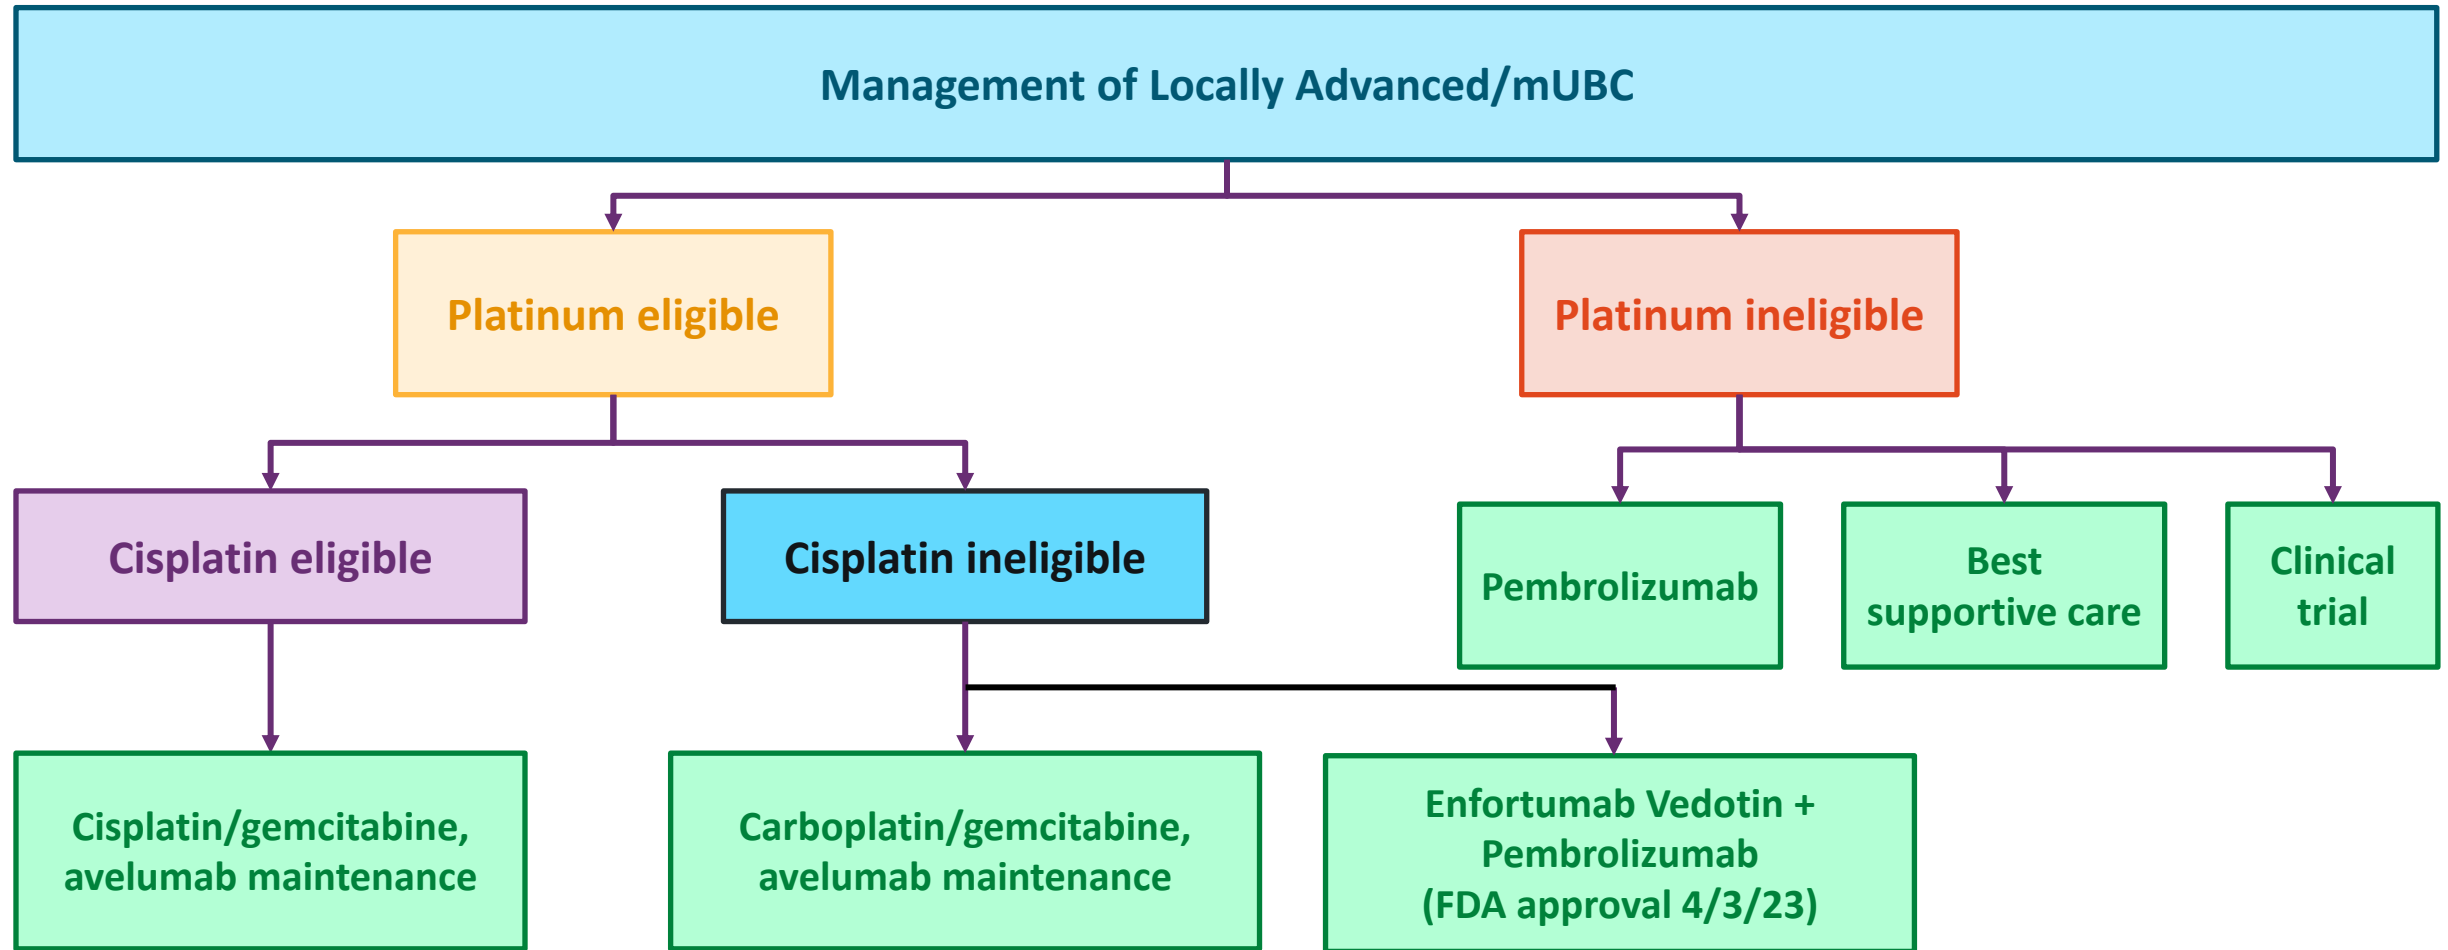 Management of Locally Advanced/mUBC
Platinum eligible
Platinum ineligible
Cisplatin eligible
Cisplatin ineligible
Pembrolizumab
Best
supportive care
Clinical
trial
Cisplatin/gemcitabine,
avelumab maintenance
Carboplatin/gemcitabine,
avelumab maintenance
Enfortumab Vedotin +
Pembrolizumab
(FDA approval 4/3/23)